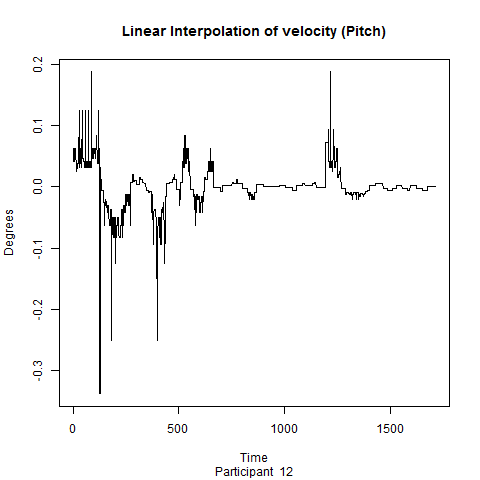 Linear Interpolation of velocity (Pitch)
0.2
0.1
0.0
-0.1
-0.2
-0.3
Degrees
0 500 1000 1500
Time
Participant 12